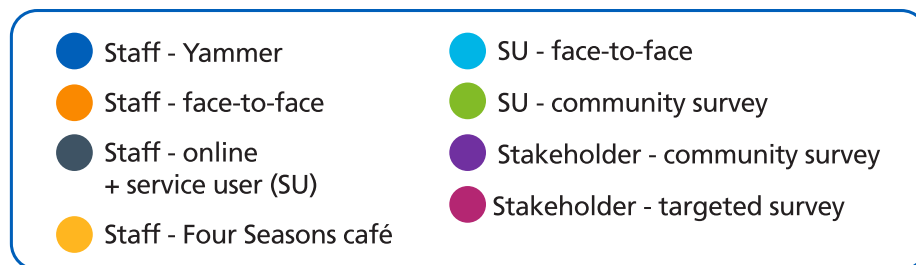 Staff - Yammer
Staff - face-to-face
Staff - online
+ service user (SU)
Staff - Four Seasons café
SU - face-to-face
SU - community survey
Stakeholder - community survey
Stakeholder - targeted survey